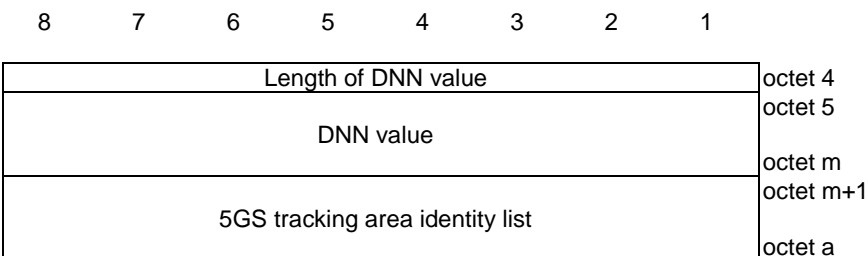 8 7 6 5 4 3 2 1
Length of DNN value octet 4
octet 5
DNN value
octet m
octet m+1
5GS tracking area identity list
octet a